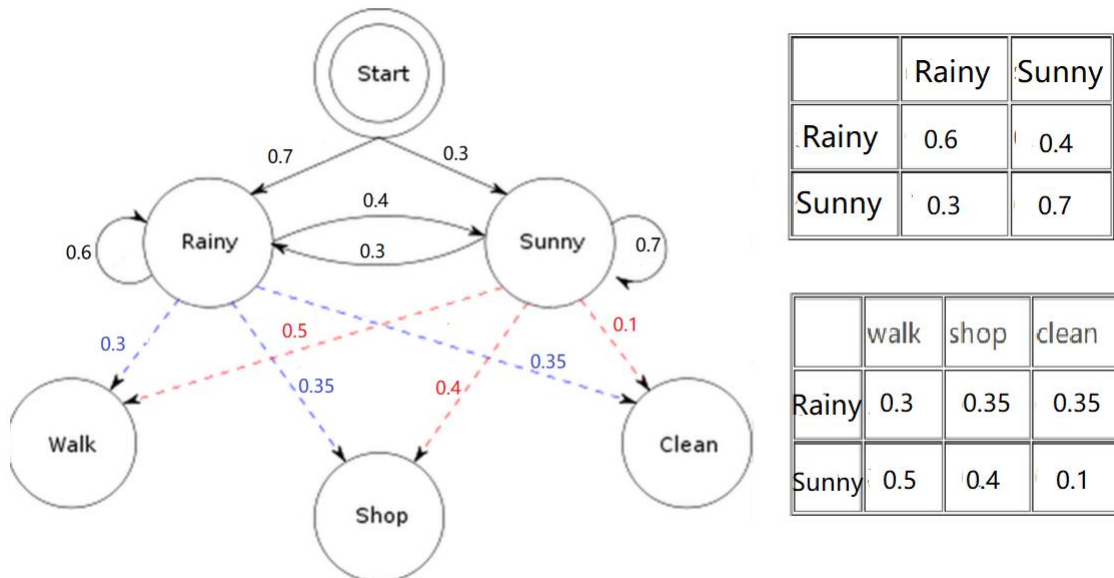 Start
0.7
0.3
0.4
Rainy
Sunny
0.6
0.3
0.7
0.3
0.5
0.35
0.35
0.4
0.1
Walk
Shop
Clean
Rainy Sunny
Rainy 0.6 0.4
Sunny 0.3 0.7
walk shop clean
Rainy 0.3 0.35 0.35
Sunny 0.5 0.4 0.1